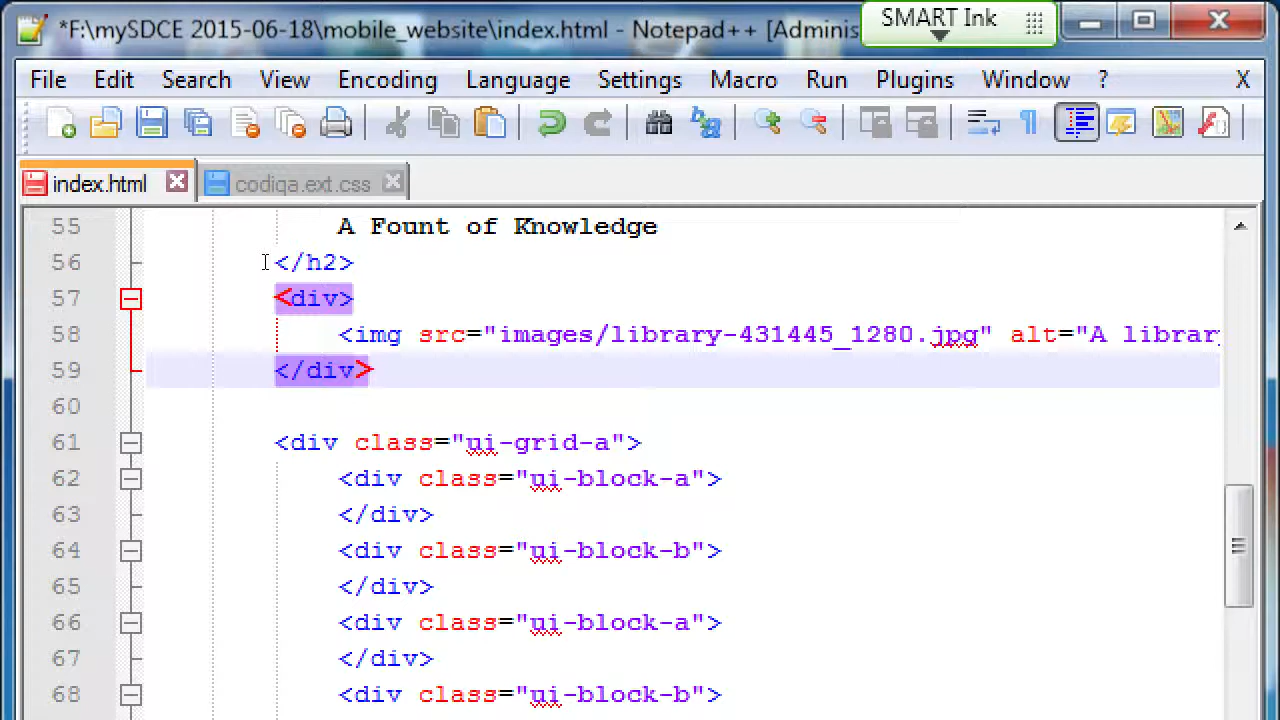 *F:\mySDCE 2015-06-18\mobile_website\index.html - Notepad++ [Adminis
SMART Ink
File Edit Search View Encoding Language Settings Macro Run Plugins Window ? X
index.html codiqa.ext.css
55 A Fount of Knowledge
56 </h2>
57 <div>
58 <img src="images/library-431445_1280.jpg" alt="A librar
59 </div>
60
61 <div class="ui-grid-a">
62 <div class="ui-block-a">
63 </div>
64 <div class="ui-block-b">
65 </div>
66 <div class="ui-block-a">
67 </div>
68 <div class="ui-block-b">